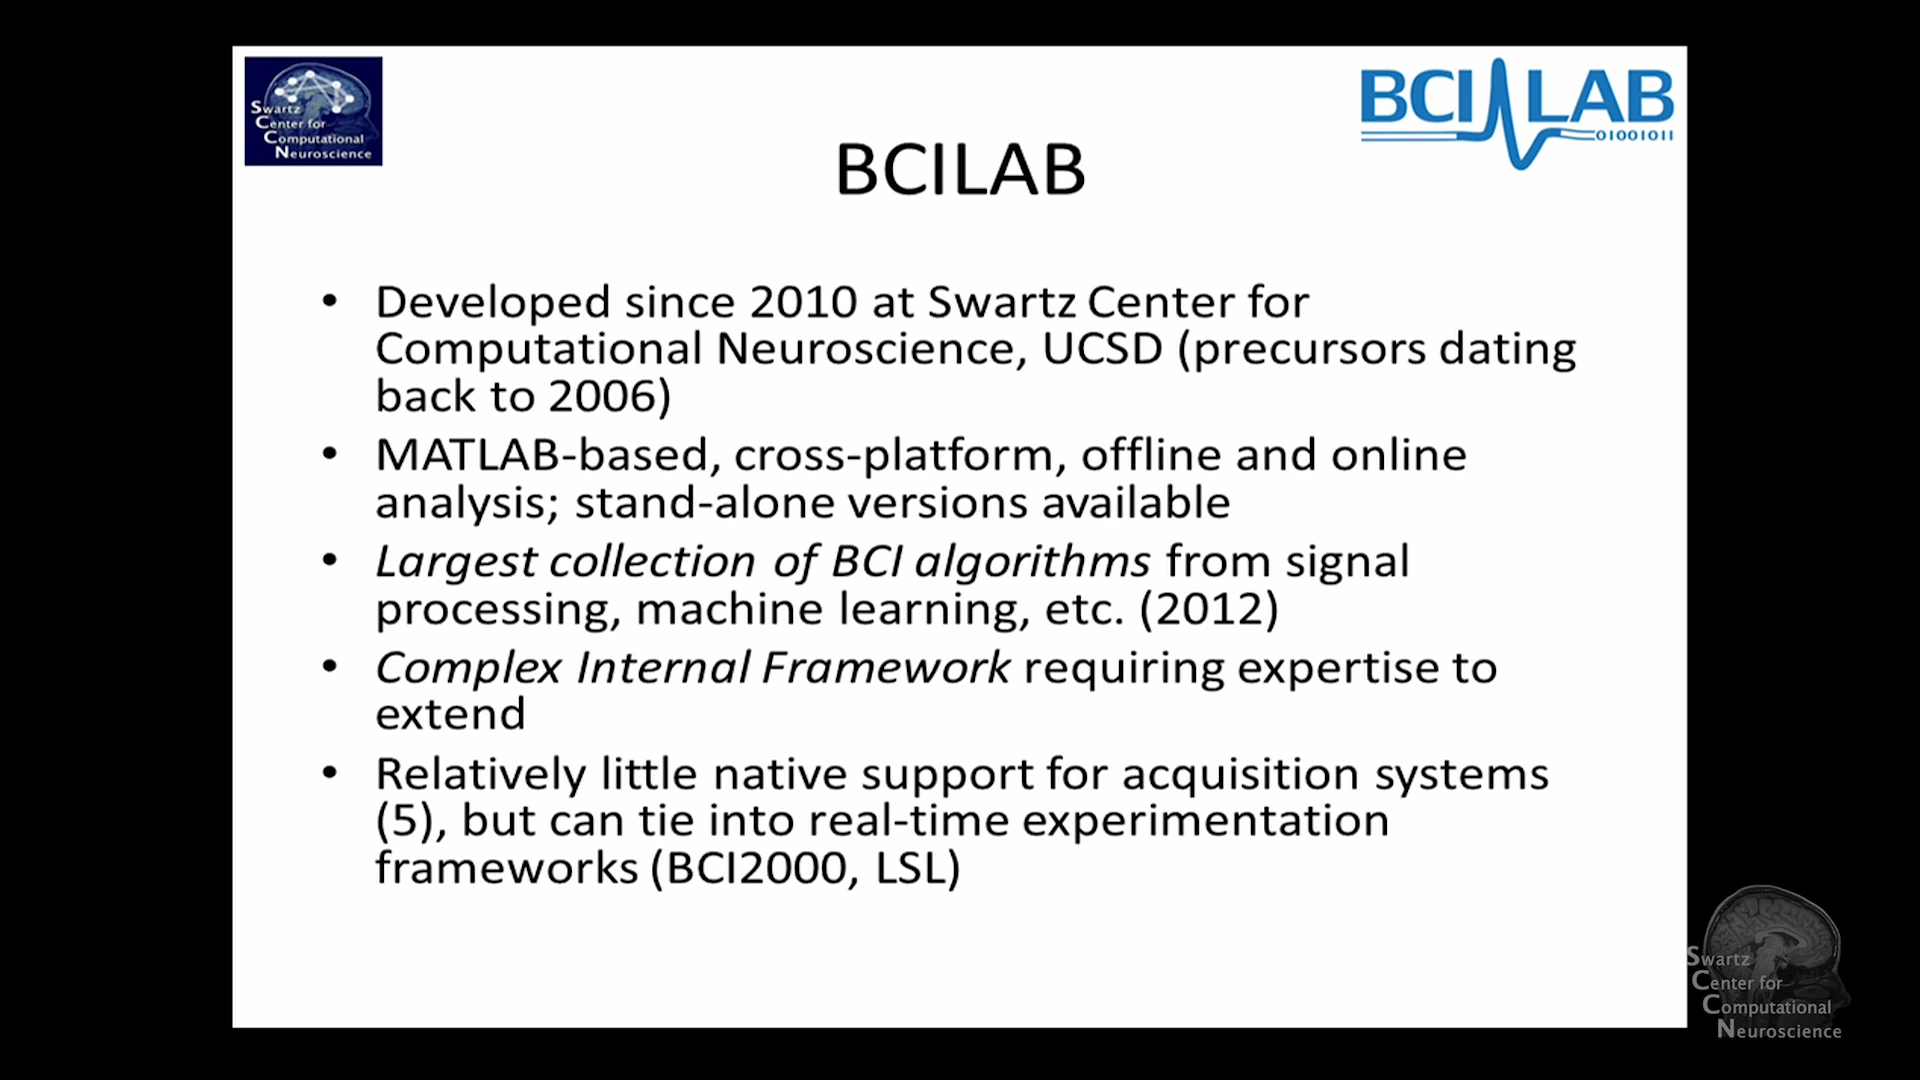 Swartz
Center for
Computational
Neuroscience
BCILAB
01001011
BCILAB
• Developed since 2010 at Swartz Center for
Computational Neuroscience, UCSD (precursors dating
back to 2006)
• MATLAB-based, cross-platform, offline and online
analysis; stand-alone versions available
• Largest collection of BCI algorithms from signal
processing, machine learning, etc. (2012)
• Complex Internal Framework requiring expertise to
extend
• Relatively little native support for acquisition systems
(5), but can tie into real-time experimentation
frameworks (BCI2000, LSL)
Swartz
Center for
Computational
Neuroscience